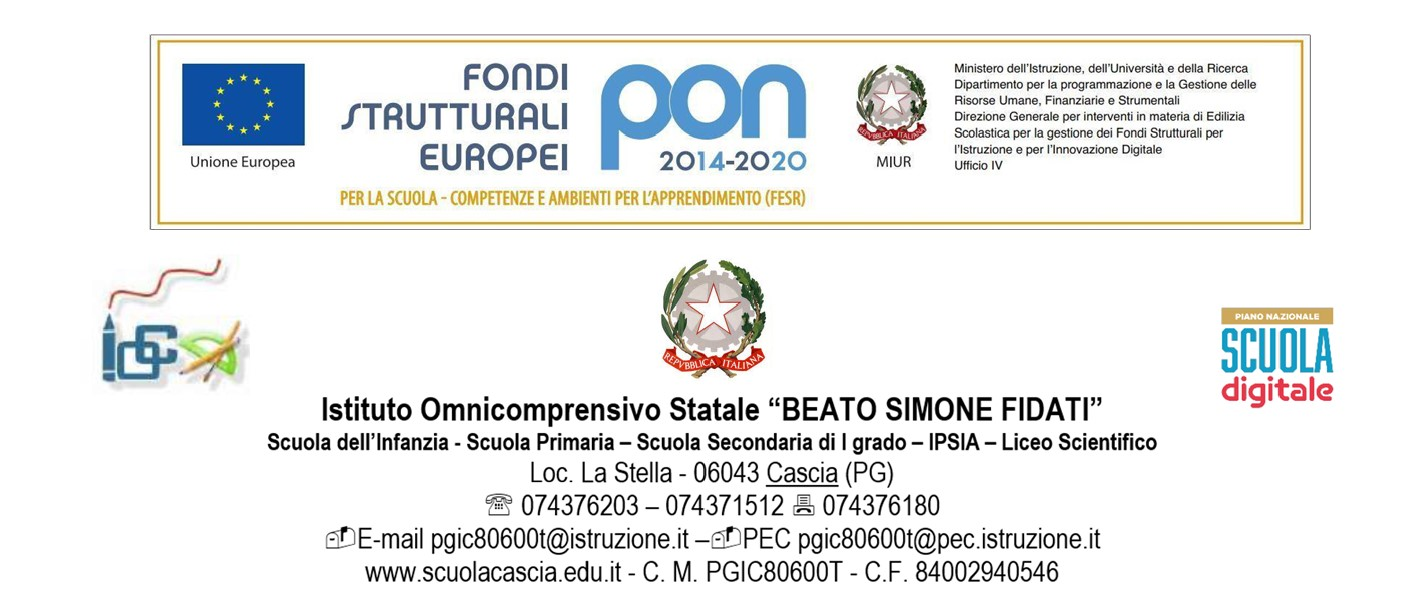 FONDI
STRUTTURALI
EUROPEI
pon
2014-2020
PER LA SCUOLA - COMPETENZE E AMBIENTI PER L'APPRENDIMENTO (FESR)
Unione Europea
REPVBBLICA ITALIANA
MIUR
Ministero dell'Istruzione, dell'Università e della Ricerca
Dipartimento per la programmazione e la Gestione delle
Risorse Umane, Finanziarie e Strumentali
Direzione Generale per interventi in materia di Edilizia
Scolastica per la gestione dei Fondi Strutturali per
l'Istruzione e per l'Innovazione Digitale
Ufficio IV
REPVBBLICA ITALIANA
PIANO NAZIONALE
SCUOLA
digitale
Istituto Omnicomprensivo Statale “BEATO SIMONE FIDATI”
Scuola dell'Infanzia - Scuola Primaria – Scuola Secondaria di I grado – IPSIA – Liceo Scientifico
Loc. La Stella - 06043 Cascia (PG)
074376203 – 074371512 074376180
E-mail pgic80600t@istruzione.it – PEC pgic80600t@pec.istruzione.it
www.scuolacascia.edu.it - C. M. PGIC80600T - C.F. 84002940546